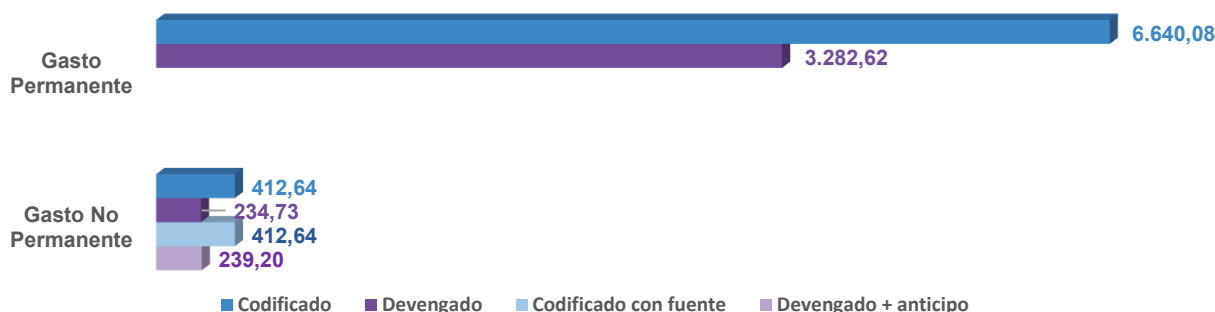 6.640,08
Gasto
Permanente
3.282,62
412,64
Gasto No
Permanente
234,73
412,64
239,20
Codificado Devengado Codificado con fuente Devengado + anticipo